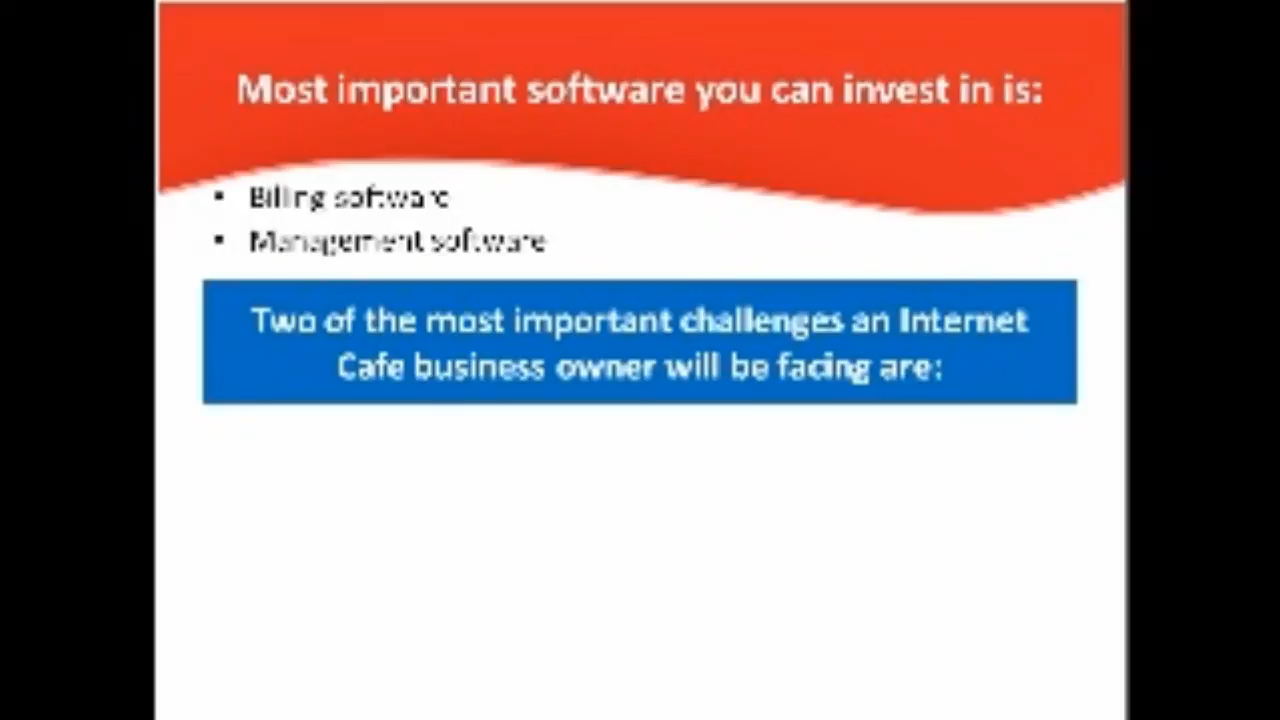 Most important software you can invest in is:
▪ Billing software
▪ Management software
Two of the most important challenges an Internet
Cafe business owner will be facing are: